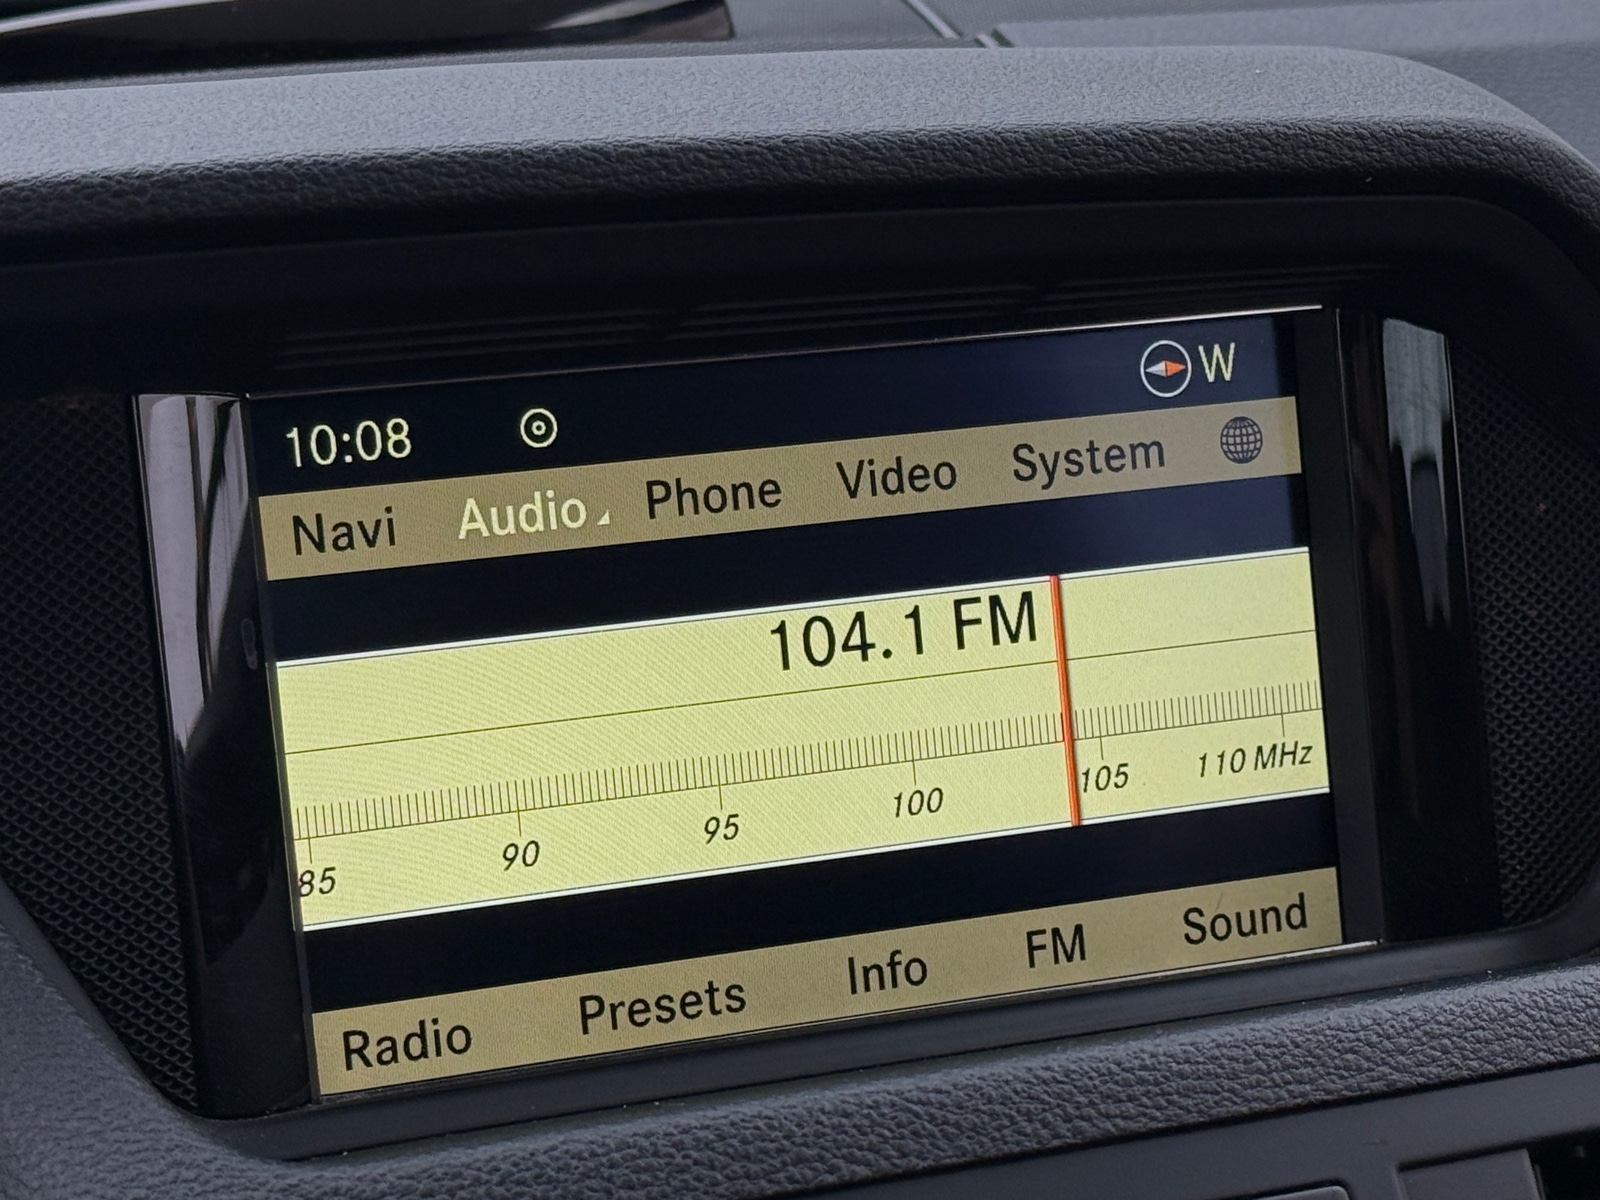 10:08 W
Navi Audio Phone Video System
104.1 FM
85 90 95 100 105 110 MHz
Radio Presets Info FM Sound